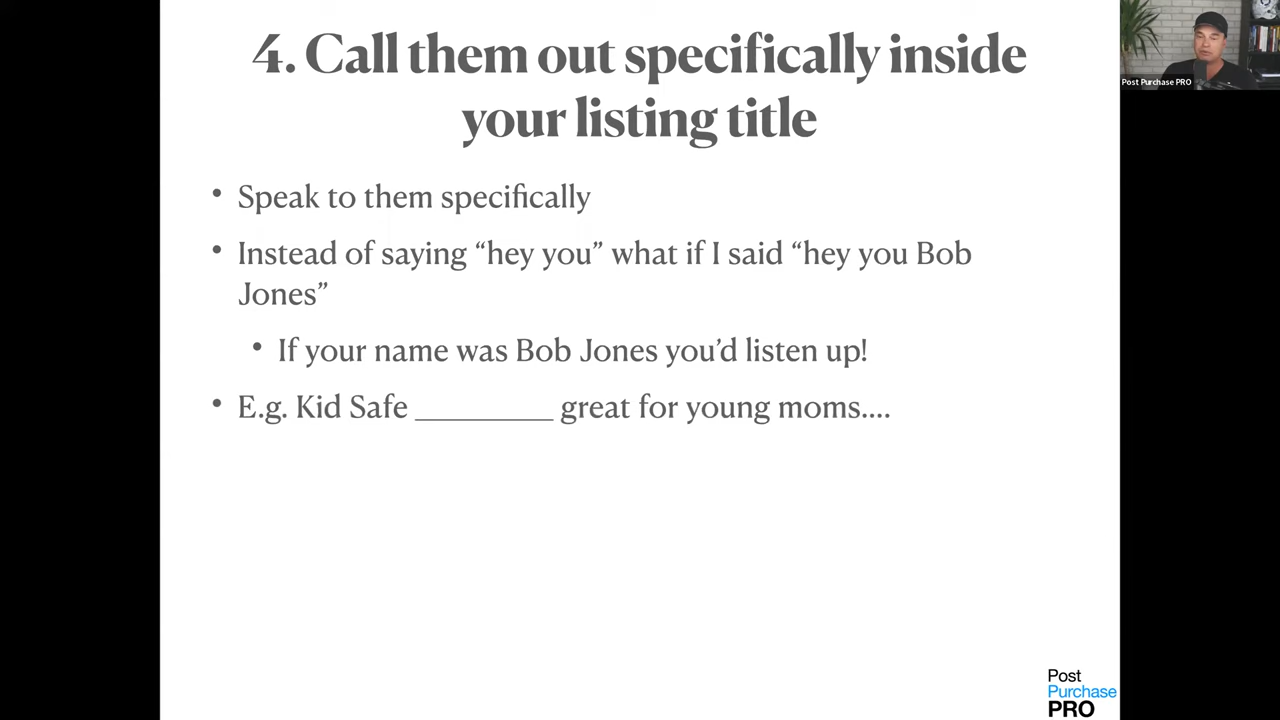 4. Call them out specifically inside
your listing title
• Speak to them specifically
• Instead of saying “hey you” what if I said “hey you Bob
Jones”
• If your name was Bob Jones you’d listen up!
• E.g. Kid Safe _________ great for young moms....
Post Purchase PRO
Post
Purchase
PRO